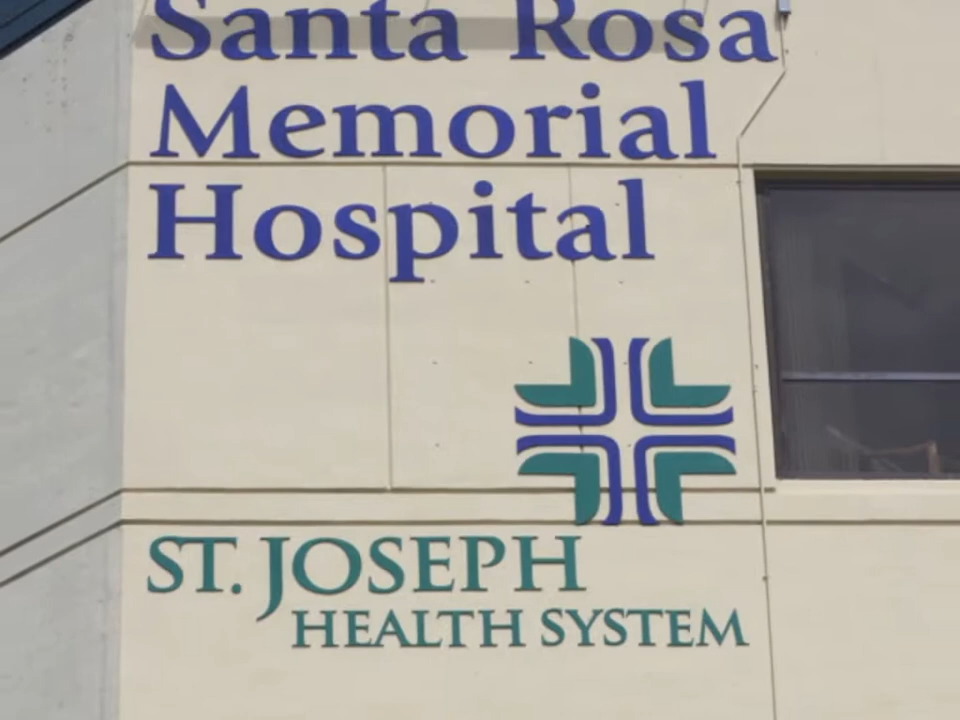 Santa Rosa
Memorial
Hospital
ST. JOSEPH
HEALTH SYSTEM